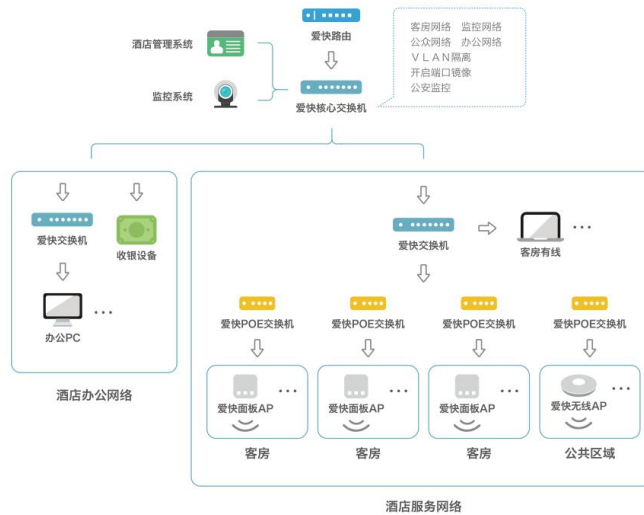 爱快路由
酒店管理系统
监控系统
爱快核心交换机
客房网络 监控网络
公众网络 办公网络
VLAN隔离
开启端口镜像
公安监控
爱快交换机
收银设备
办公PC
...
酒店办公网络
爱快交换机
客房有线
...
爱快POE交换机 爱快POE交换机 爱快POE交换机 爱快POE交换机
... ... ... ...
爱快面板AP 爱快面板AP 爱快面板AP 爱快无线AP
客房 客房 客房 公共区域
酒店服务网络